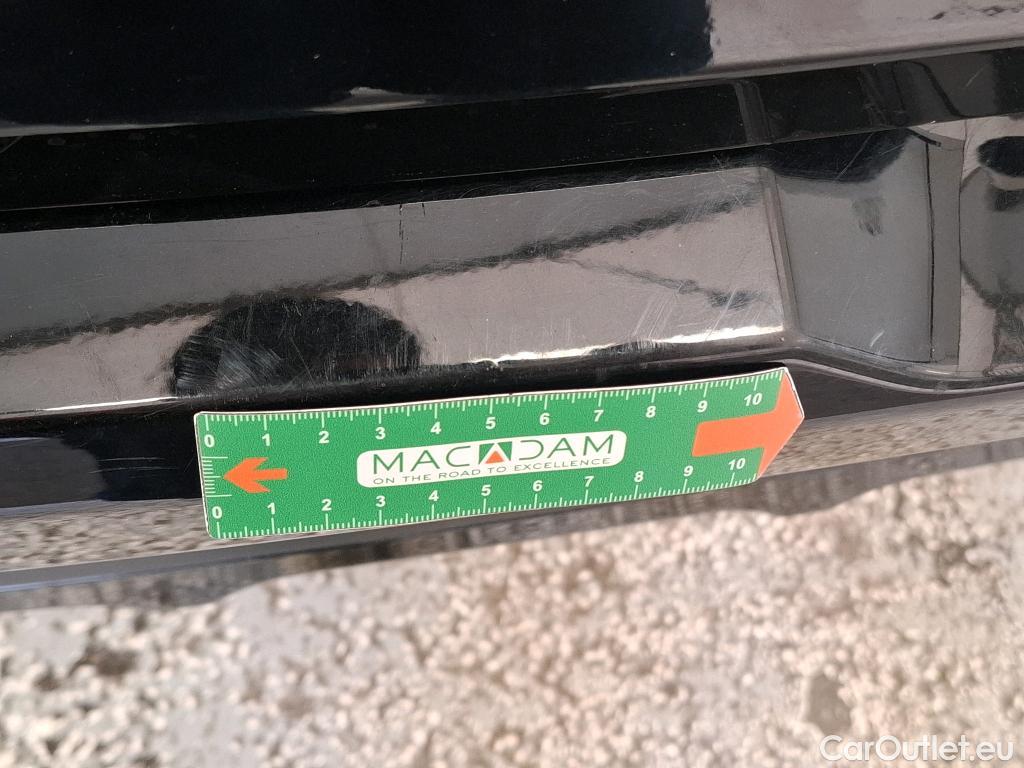 0 1 2 3 4 5 6 7 8 9 10
MACADAM
ON THE ROAD TO EXCELLENCE
0 1 2 3 4 5 6 7 8 9 10
CarOutlet.eu